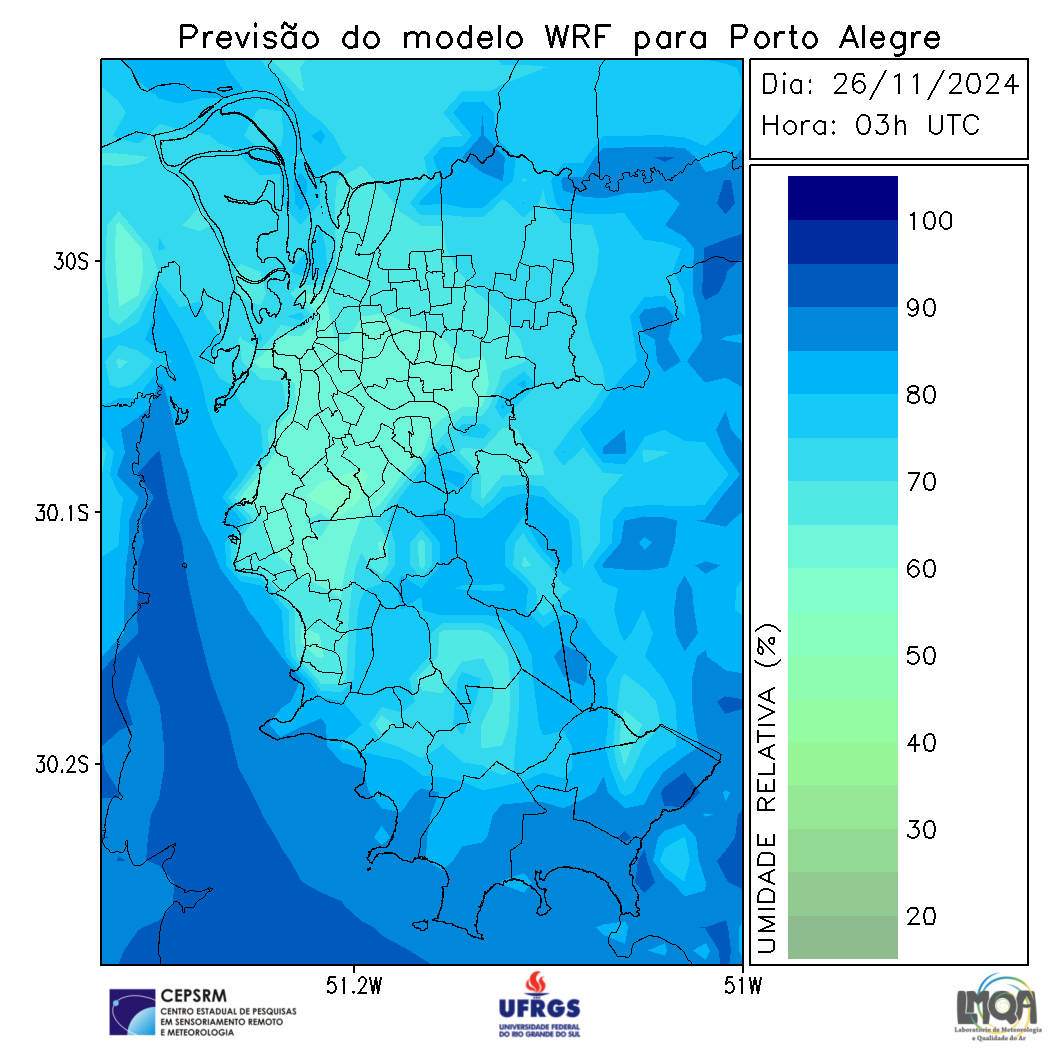 Previsão do modelo WRF para Porto Alegre
Dia: 26/11/2024
Hora: 03h UTC
30S
30.1S
30.2S
51.2W
51W
UMIDADE RELATIVA (%)
100
90
80
70
60
50
40
30
20
CEPSRM
CENTRO ESTADUAL DE PESQUISAS
EM SENSORIAMENTO REMOTO
E METEOROLOGIA
UFRGS
UNIVERSIDADE FEDERAL
DO RIO GRANDE DO SUL
LMQA
Laboratório de Meteorologia
e Qualidade do Ar